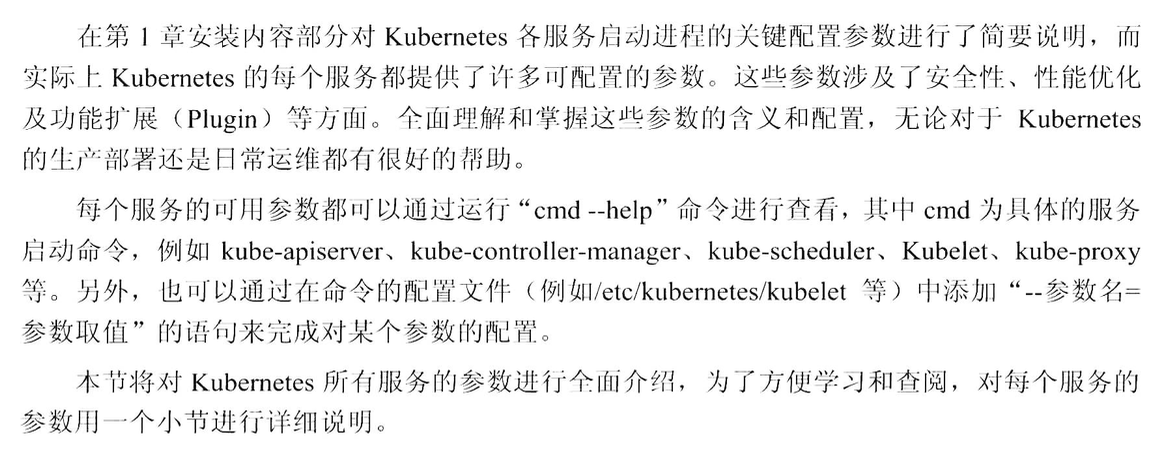 在第 1 章安装内容部分对 Kubernetes 各服务启动进程的关键配置参数进行了简要说明，而
实际上 Kubernetes 的每个服务都提供了许多可配置的参数。这些参数涉及了安全性、性能优化
及功能扩展（Plugin）等方面。全面理解和掌握这些参数的含义和配置，无论对于 Kubernetes
的生产部署还是日常运维都有很好的帮助。
每个服务的可用参数都可以通过运行“cmd --help”命令进行查看，其中 cmd 为具体的服务
启动命令，例如 kube-apiserver、kube-controller-manager、kube-scheduler、Kubelet、kube-proxy
等。另外，也可以通过在命令的配置文件（例如/etc/kubernetes/kubelet 等）中添加“--参数名=
参数取值”的语句来完成对某个参数的配置。
本节将对 Kubernetes 所有服务的参数进行全面介绍，为了方便学习和查阅，对每个服务的
参数用一个小节进行详细说明。